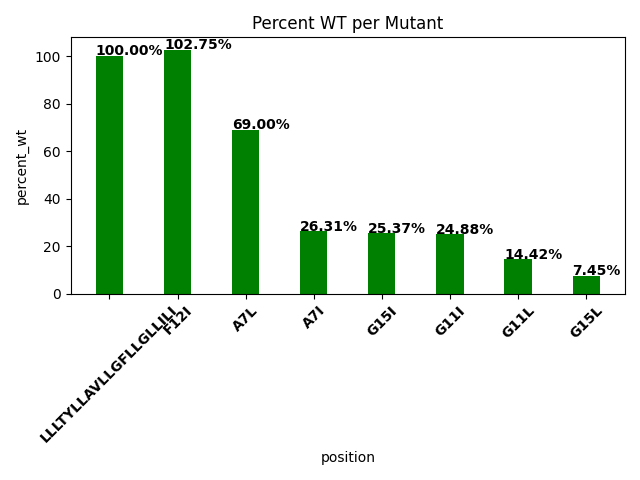 Percent WT per Mutant
percent_wt
100
80
60
40
20
0
100.00%
102.75%
69.00%
26.31%
25.37%
24.88%
14.42%
7.45%
LLLTYLLAVLLGFLLGLLILI
F12I
A7L
A7I
G15I
G11I
G11L
G15L
position